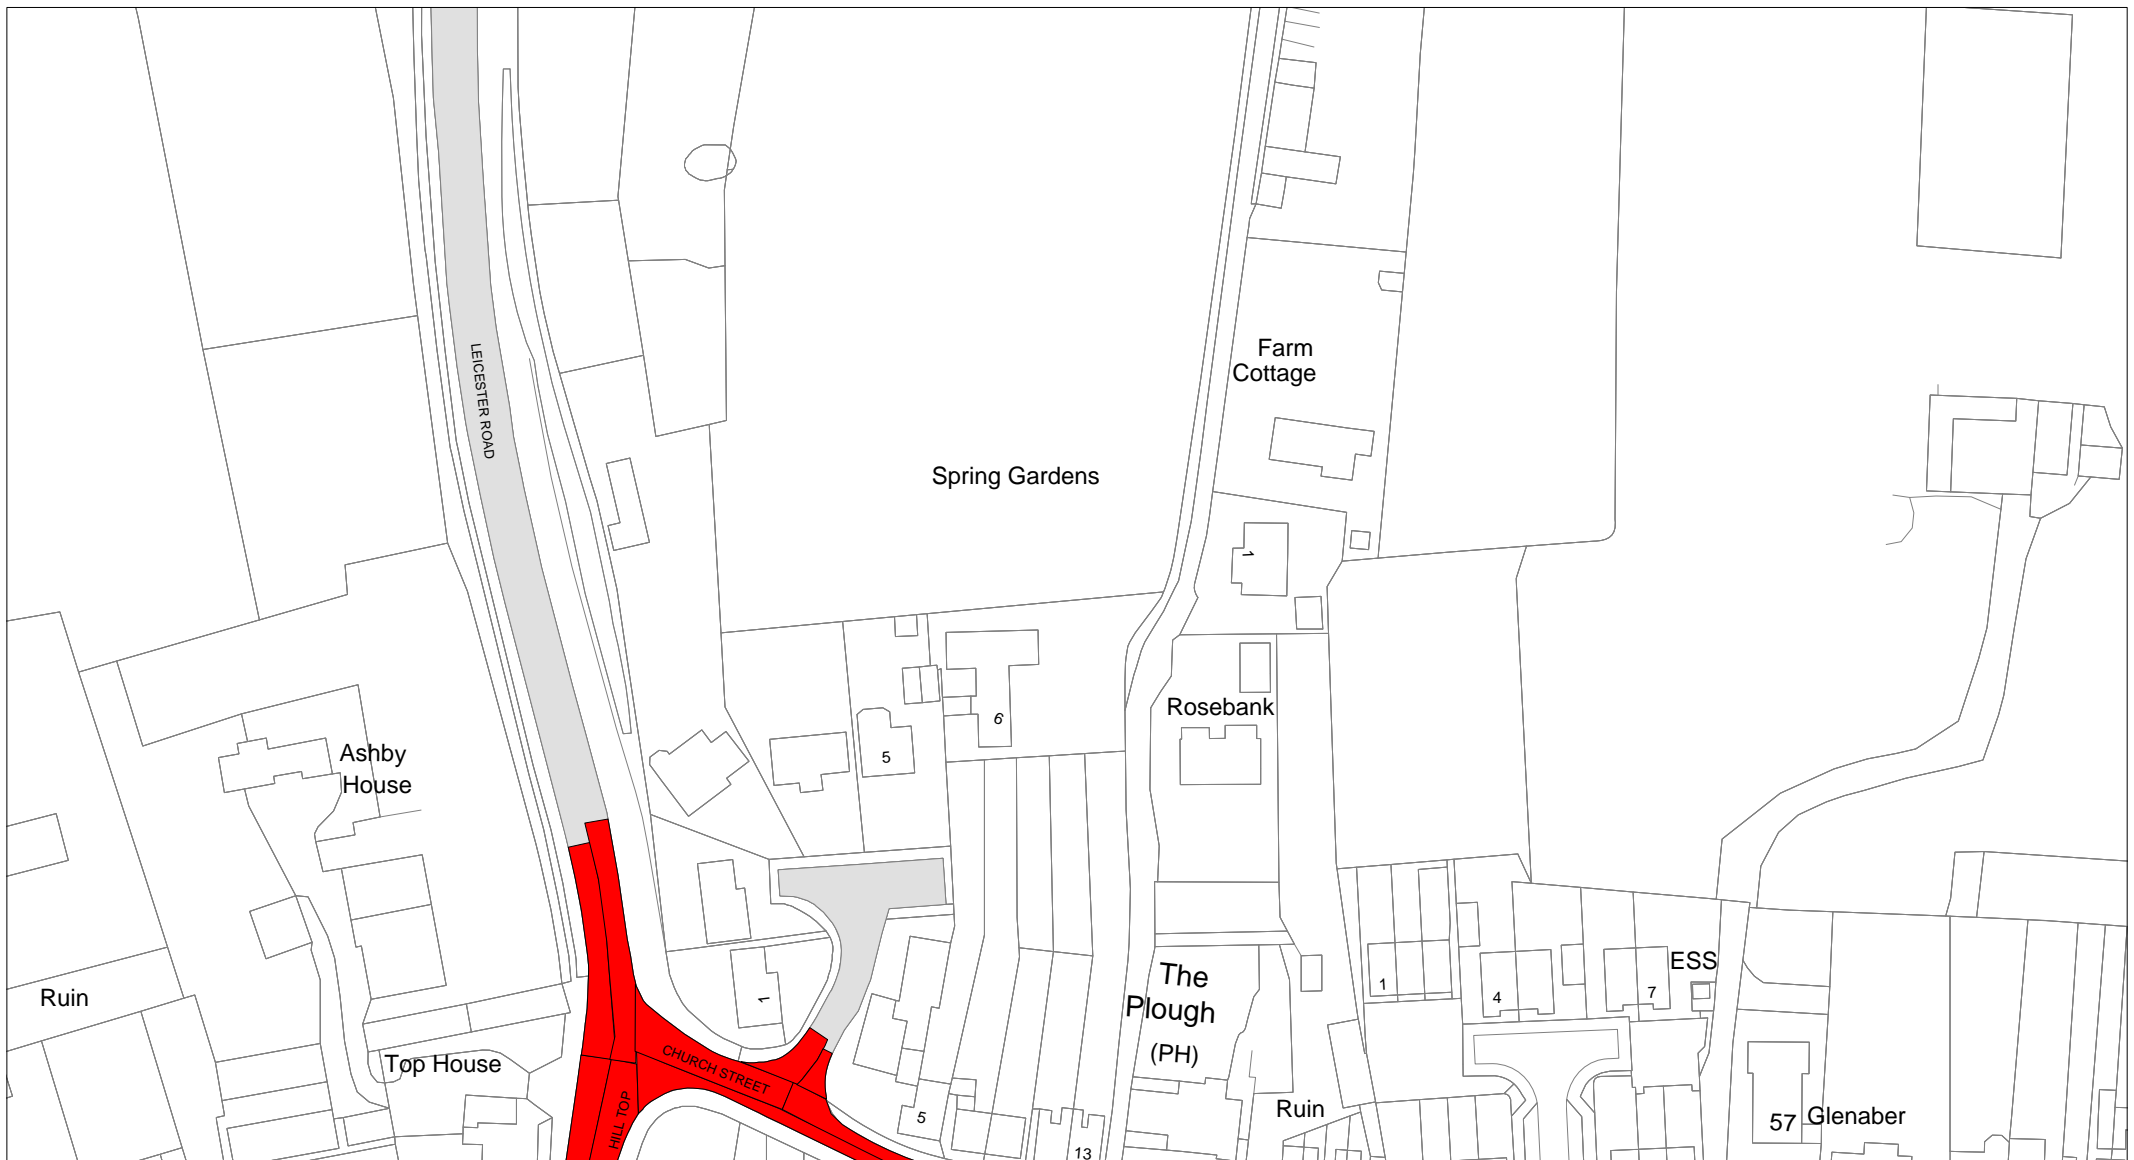 LEICESTER ROAD
Farm
Cottage
Spring Gardens
1
Rosebank
6
5
Ashby
House
Ruin
1
The
Plough
(PH)
1
4
7
ESS
Top House
CHURCH STREET
HILL TOP
5
13
Ruin
57
Glenaber